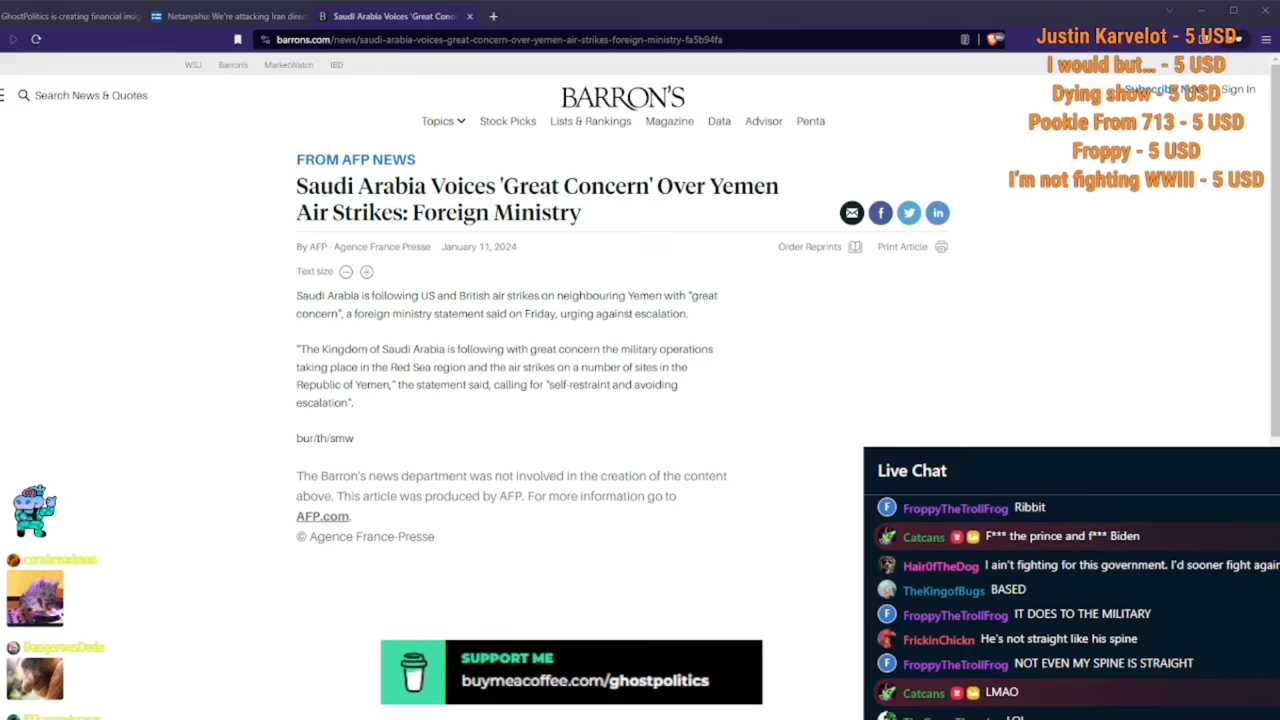 GhostPolitics is creating financial insig
Netanyahu: We're attacking Iran direc
Saudi Arabia Voices 'Great Conc
barrons.com/news/saudi-arabia-voices-great-concern-over-yemen-air-strikes-foreign-ministry-fa5b94fa
Justin Karvelot - 5 USD
I would but... - 5 USD
Dying show - 5 USD
Pookie From 713 - 5 USD
Froppy - 5 USD
I'm not fighting WWIII - 5 USD
WSJ Barron's MarketWatch IBD
Search News & Quotes
BARRON'S
Sign In
Topics Stock Picks Lists & Rankings Magazine Data Advisor Penta
FROM AFP NEWS
Saudi Arabia Voices 'Great Concern' Over Yemen
Air Strikes: Foreign Ministry
By AFP - Agence France Presse January 11, 2024
Order Reprints Print Article
Text size
Saudi Arabia is following US and British air strikes on neighbouring Yemen with "great
concern", a foreign ministry statement said on Friday, urging against escalation.
"The Kingdom of Saudi Arabia is following with great concern the military operations
taking place in the Red Sea region and the air strikes on a number of sites in the
Republic of Yemen," the statement said, calling for "self-restraint and avoiding
escalation".
bur/th/smw
The Barron's news department was not involved in the creation of the content
above. This article was produced by AFP. For more information go to
AFP.com.
© Agence France-Presse
cornbreadman
DangerousDude
SUPPORT ME
buymeacoffee.com/ghostpolitics
Live Chat
FroppyTheTrollFrog Ribbit
Catcans F*** the prince and f*** Biden
Hair0fTheDog I ain't fighting for this government. I'd sooner fight again
TheKingofBugs BASED
FroppyTheTrollFrog IT DOES TO THE MILITARY
FrickinChickn He's not straight like his spine
FroppyTheTrollFrog NOT EVEN MY SPINE IS STRAIGHT
Catcans LMAO